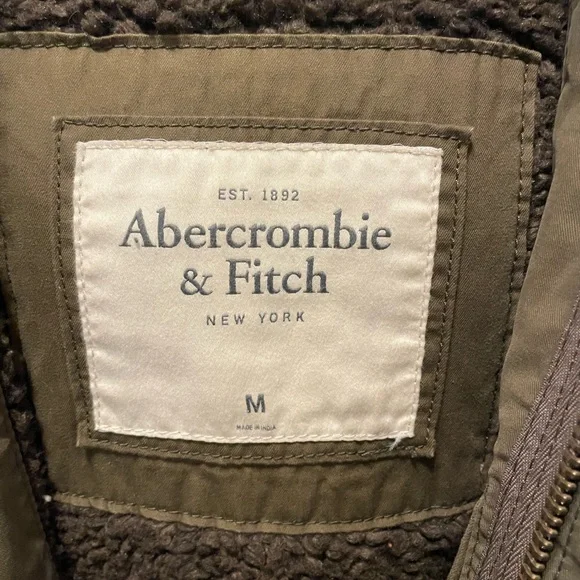 EST. 1892
Abercrombie
& Fitch
NEW YORK
M
MADE IN INDIA